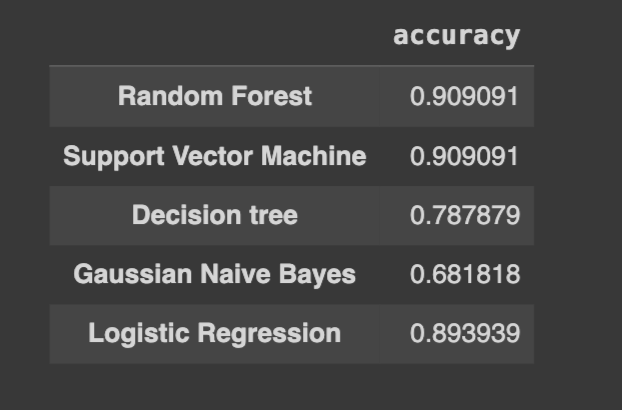 accuracy
Random Forest 0.909091
Support Vector Machine 0.909091
Decision tree 0.787879
Gaussian Naive Bayes 0.681818
Logistic Regression 0.893939